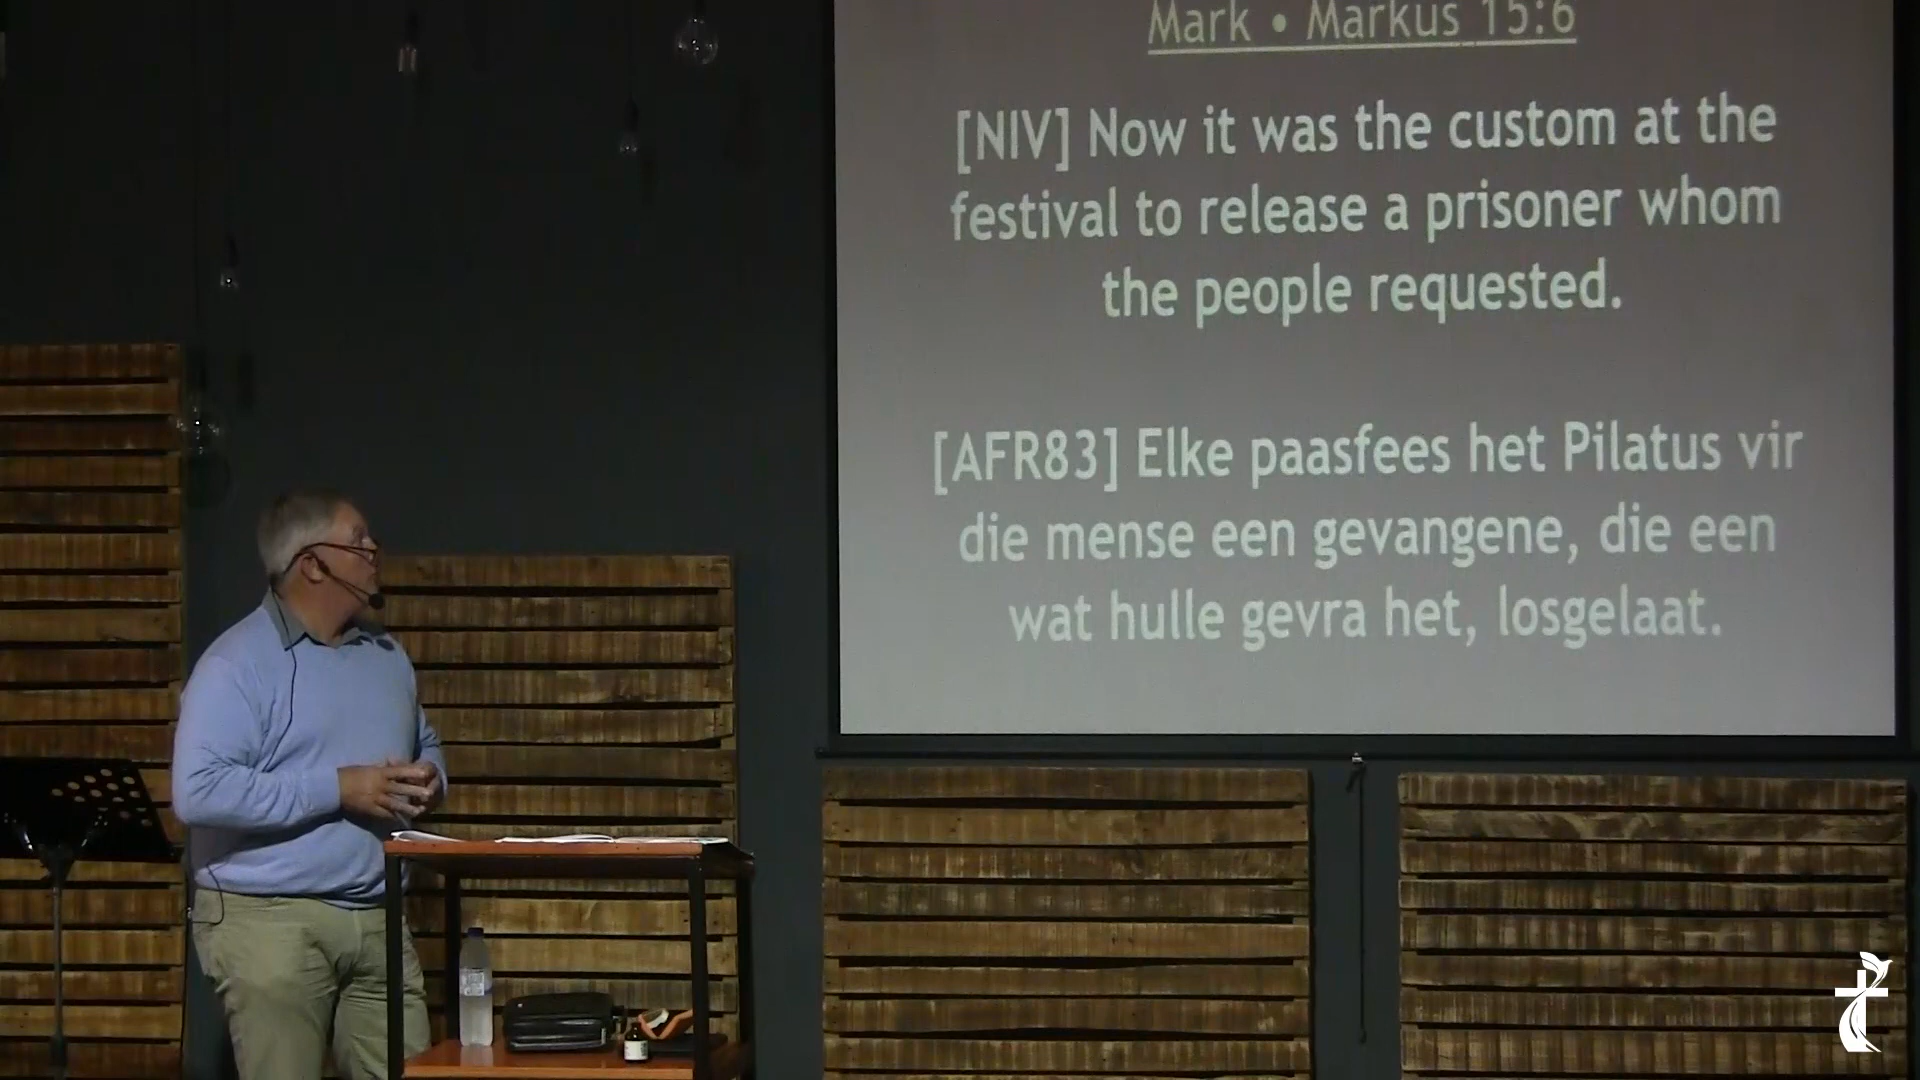 Mark • Markus 15:6
[NIV] Now it was the custom at the
festival to release a prisoner whom
the people requested.
[AFR83] Elke paasfees het Pilatus vir
die mense een gevangene, die een
wat hulle gevra het, losgelaat.